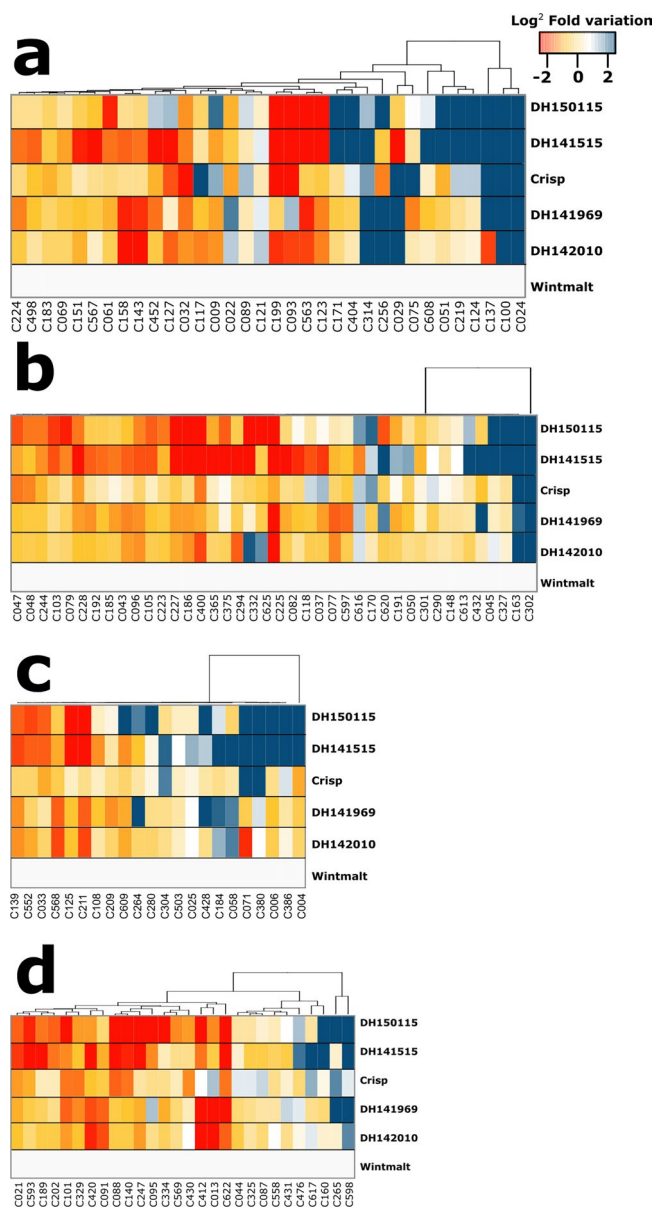 Log² Fold variation
-2 0 2
a
DH150115
DH141515
Crisp
DH141969
DH142010
Wintmalt
C224 C498 C183 C069 C151 C567 C061 C158 C143 C452 C127 C032 C117 C009 C022 C089 C121 C199 C093 C563 C123 C171 C404 C314 C256 C029 C075 C608 C051 C219 C124 C137 C100 C024
b
DH150115
DH141515
Crisp
DH141969
DH142010
Wintmalt
C047 C048 C244 C103 C079 C228 C192 C185 C043 C096 C105 C223 C227 C186 C400 C365 C375 C294 C332 C625 C225 C082 C118 C037 C077 C597 C616 C170 C620 C191 C050 C301 C290 C148 C613 C432 C045 C327 C163 C302
c
DH150115
DH141515
Crisp
DH141969
DH142010
Wintmalt
C139 C552 C033 C568 C125 C211 C108 C209 C609 C264 C280 C304 C503 C025 C428 C184 C058 C071 C380 C006 C386 C004
d
DH150115
DH141515
Crisp
DH141969
DH142010
Wintmalt
C021 C593 C189 C202 C101 C329 C420 C091 C088 C140 C247 C095 C334 C569 C430 C412 C013 C622 C044 C325 C087 C558 C431 C476 C617 C160 C265 C598